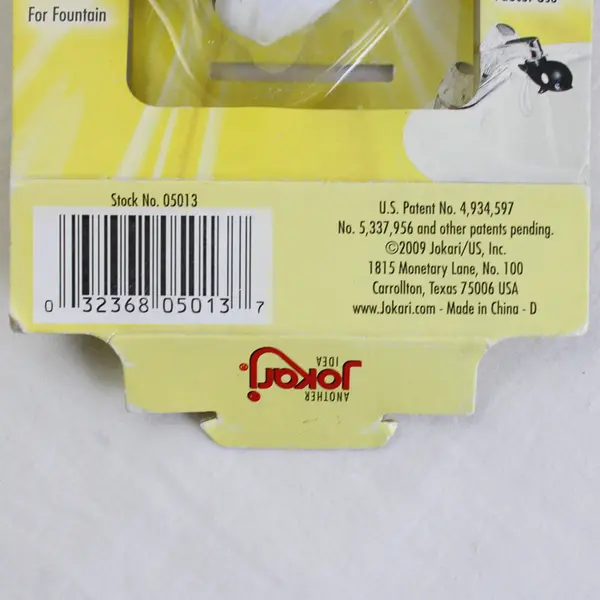 For Fountain
Stock No. 05013
0 32368 05013 7
U.S. Patent No. 4,934,597
No. 5,337,956 and other patents pending.
©2009 Jokari/US, Inc.
1815 Monetary Lane, No. 100
Carrollton, Texas 75006 USA
www.Jokari.com - Made in China - D
ANOTHER
Jokari
IDEA